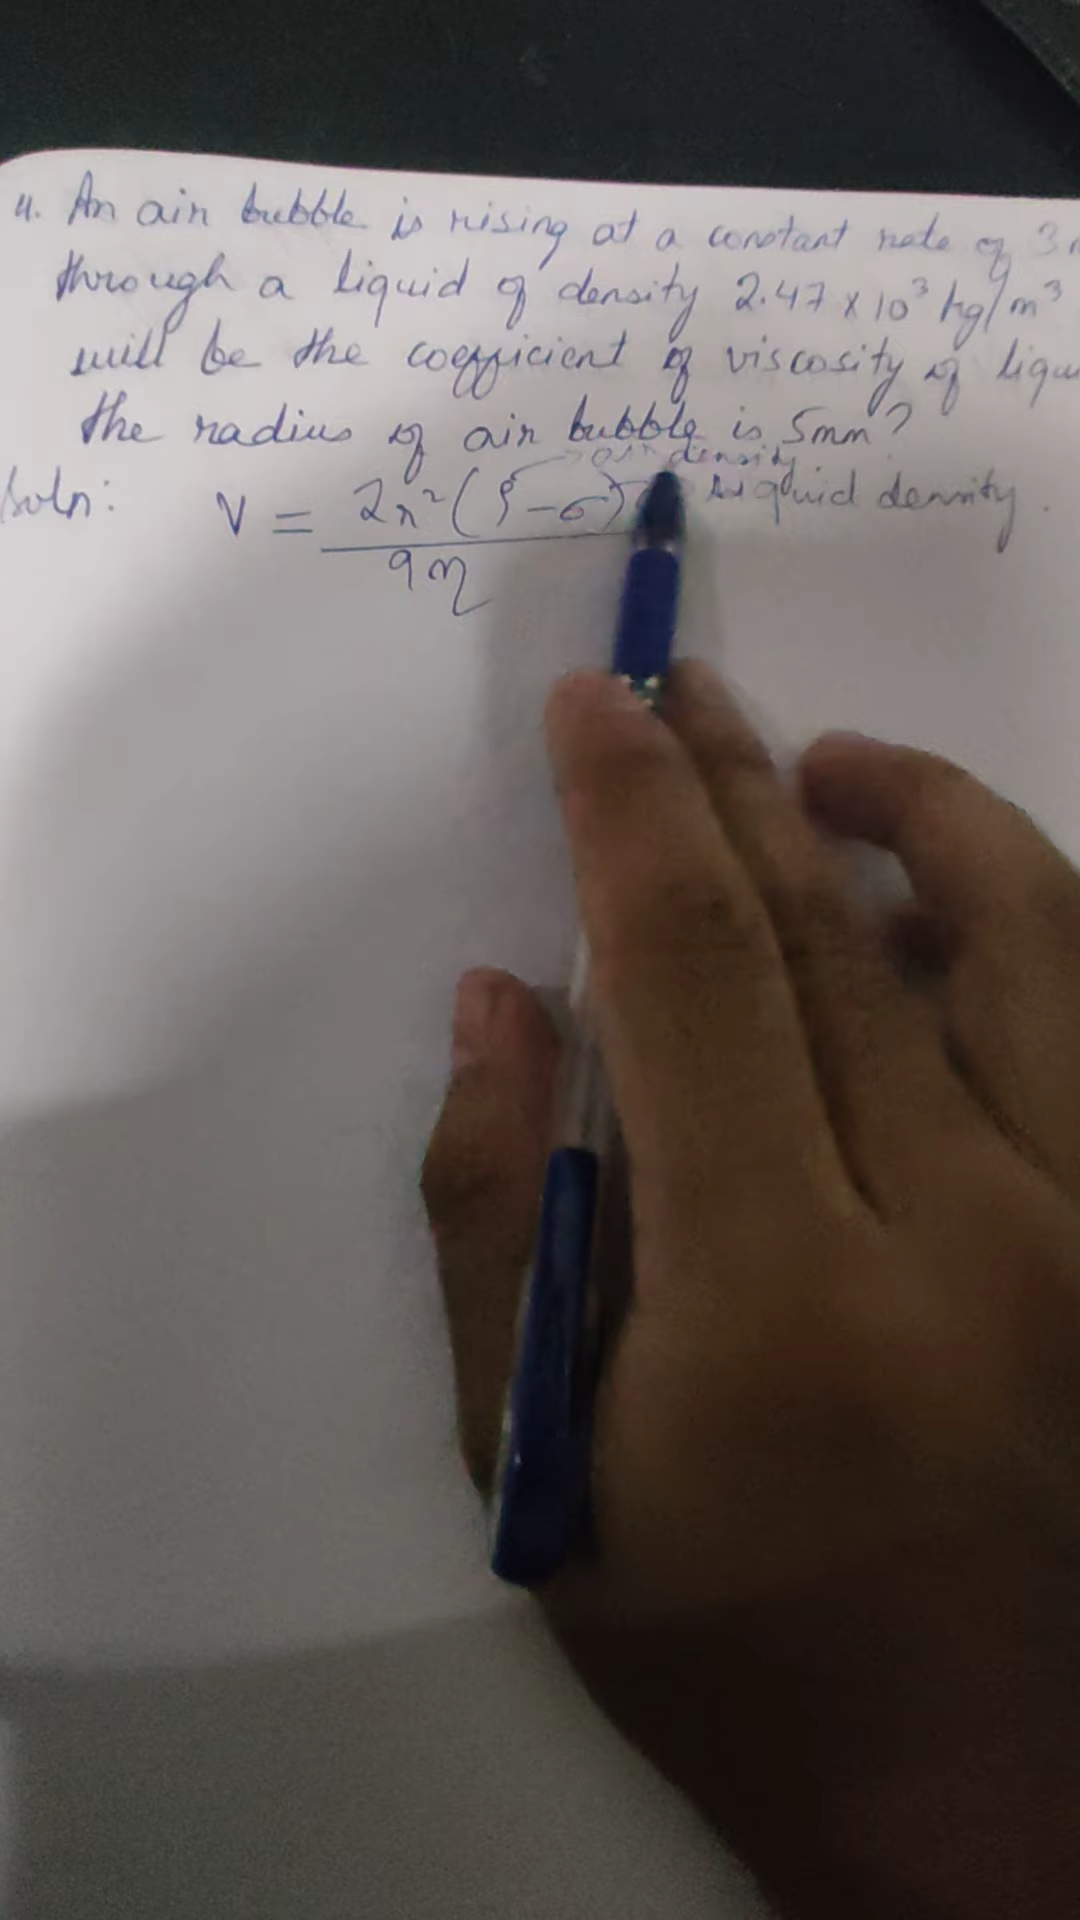 4. An air bubble is rising at a constant rate of 3
through a liquid of density 2.47 x 10³ kg/m³
will be the coefficient of viscosity of
the radius of air bubble is 5mm?
air density
Soln: V = 2r²(ρ-σ) Liquid density.
9η